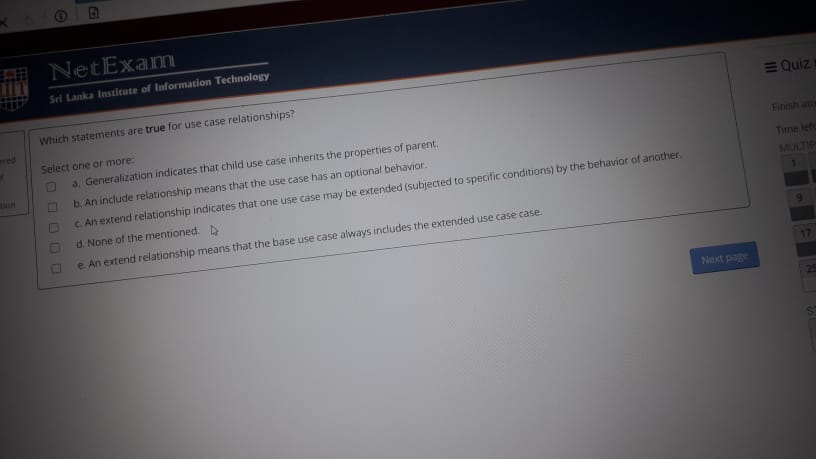 NetExam
Sri Lanka Institute of Information Technology
Which statements are true for use case relationships?
Select one or more:
a. Generalization indicates that child use case inherits the properties of parent.
b. An include relationship means that the use case has an optional behavior.
c. An extend relationship indicates that one use case may be extended (subjected to specific conditions) by the behavior of another.
d. None of the mentioned.
e. An extend relationship means that the base use case always includes the extended use case case.
Next page
Quiz
Finish
Time left
1
9
17
25